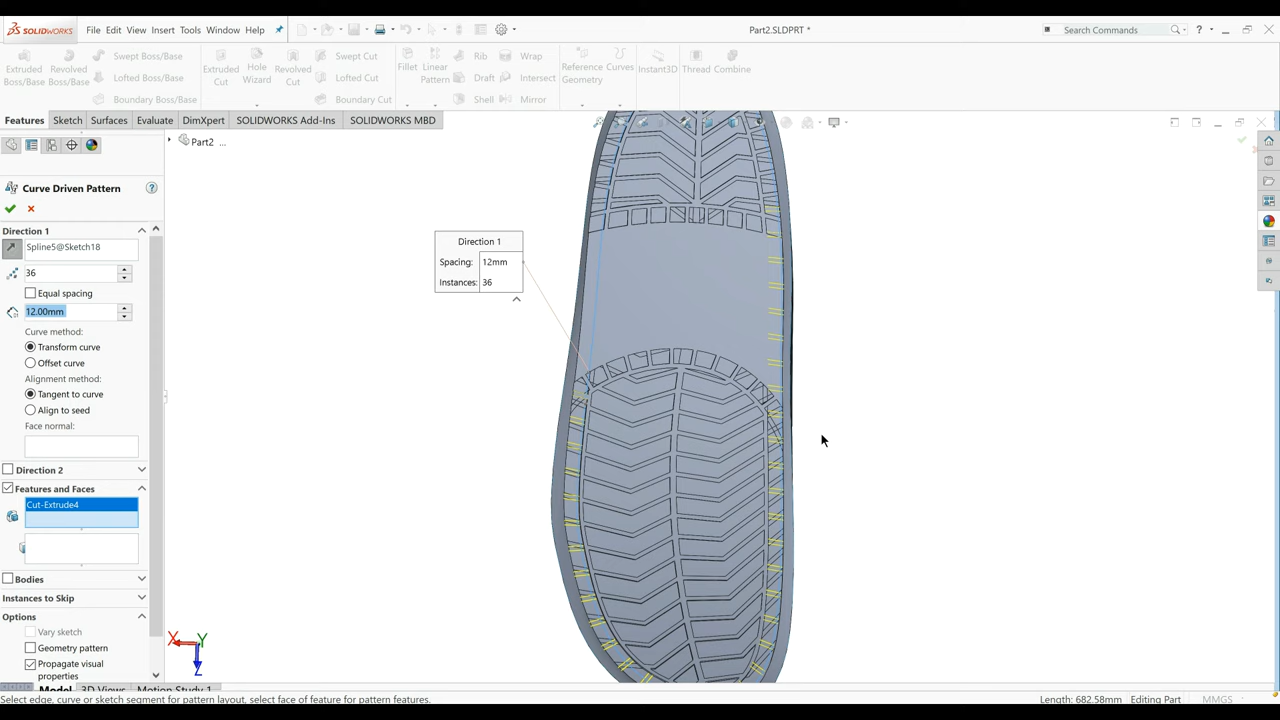 SOLIDWORKS File Edit View Insert Tools Window Help Part2.SLDPRT * Search Commands
Extruded Boss/Base
Revolved Boss/Base
Swept Boss/Base
Lofted Boss/Base
Boundary Boss/Base
Extruded Cut
Hole Wizard
Revolved Cut
Swept Cut
Lofted Cut
Boundary Cut
Fillet
Linear Pattern
Rib
Draft
Shell
Wrap
Intersect
Mirror
Reference Geometry
Curves
Instant3D
Thread
Combine
Features Sketch Surfaces Evaluate DimXpert SOLIDWORKS Add-Ins SOLIDWORKS MBD
Part2 ...
Curve Driven Pattern
Direction 1
Spline5@Sketch18
36
Equal spacing
12.00mm
Curve method:
Transform curve
Offset curve
Alignment method:
Tangent to curve
Align to seed
Face normal:
Direction 2
Features and Faces
Cut-Extrude4
Bodies
Instances to Skip
Options
Vary sketch
Geometry pattern
Propagate visual
properties
Direction 1
Spacing: 12mm
Instances: 36
X Y Z
Model 3D Views Motion Study 1
Select edge, curve or sketch segment for pattern layout, select face of feature for pattern features. Length: 682.58mm Editing Part MMGS